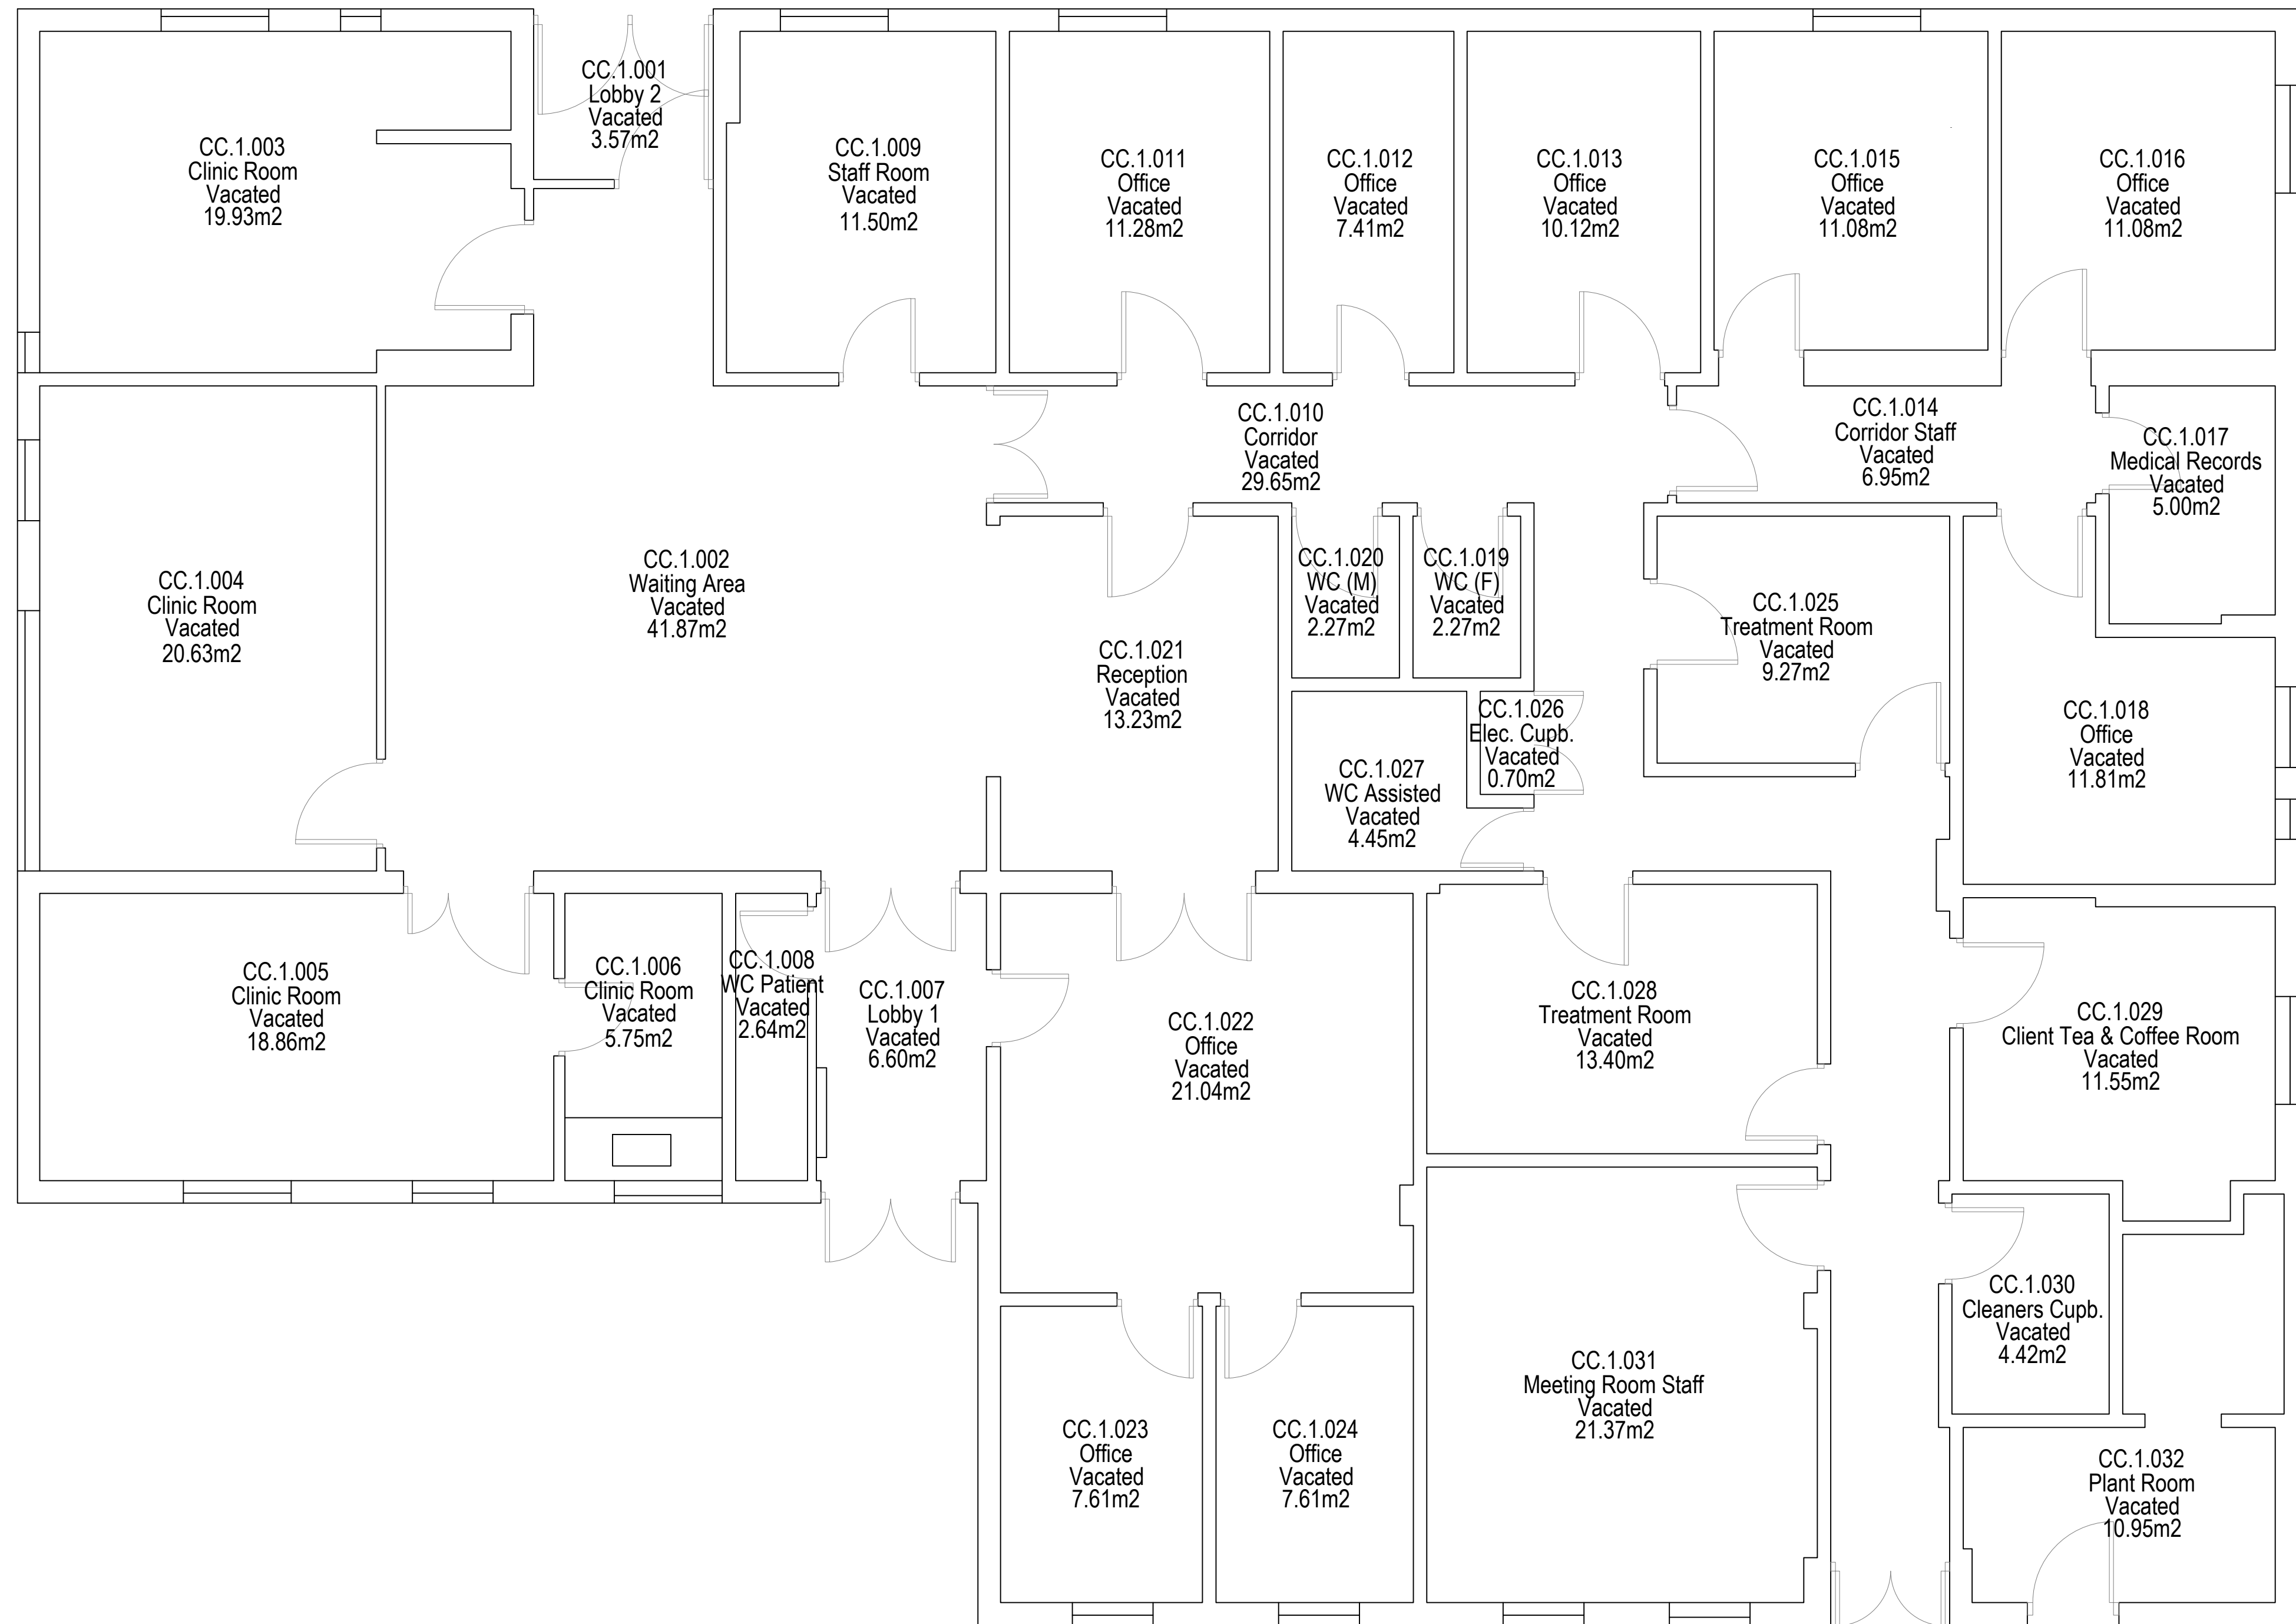 CC.1.001
Lobby 2
Vacated
3.57m2
CC.1.003
Clinic Room
Vacated
19.93m2
CC.1.009
Staff Room
Vacated
11.50m2
CC.1.011
Office
Vacated
11.28m2
CC.1.012
Office
Vacated
7.41m2
CC.1.013
Office
Vacated
10.12m2
CC.1.015
Office
Vacated
11.08m2
CC.1.016
Office
Vacated
11.08m2
CC.1.010
Corridor
Vacated
29.65m2
CC.1.014
Corridor Staff
Vacated
6.95m2
CC.1.017
Medical Records
Vacated
5.00m2
CC.1.004
Clinic Room
Vacated
20.63m2
CC.1.002
Waiting Area
Vacated
41.87m2
CC.1.021
Reception
Vacated
13.23m2
CC.1.020
WC (M)
Vacated
2.27m2
CC.1.019
WC (F)
Vacated
2.27m2
CC.1.025
Treatment Room
Vacated
9.27m2
CC.1.026
Elec. Cupb.
Vacated
0.70m2
CC.1.027
WC Assisted
Vacated
4.45m2
CC.1.018
Office
Vacated
11.81m2
CC.1.005
Clinic Room
Vacated
18.86m2
CC.1.006
Clinic Room
Vacated
5.75m2
CC.1.008
WC Patient
Vacated
2.64m2
CC.1.007
Lobby 1
Vacated
6.60m2
CC.1.022
Office
Vacated
21.04m2
CC.1.028
Treatment Room
Vacated
13.40m2
CC.1.029
Client Tea & Coffee Room
Vacated
11.55m2
CC.1.030
Cleaners Cupb.
Vacated
4.42m2
CC.1.031
Meeting Room Staff
Vacated
21.37m2
CC.1.023
Office
Vacated
7.61m2
CC.1.024
Office
Vacated
7.61m2
CC.1.032
Plant Room
Vacated
10.95m2